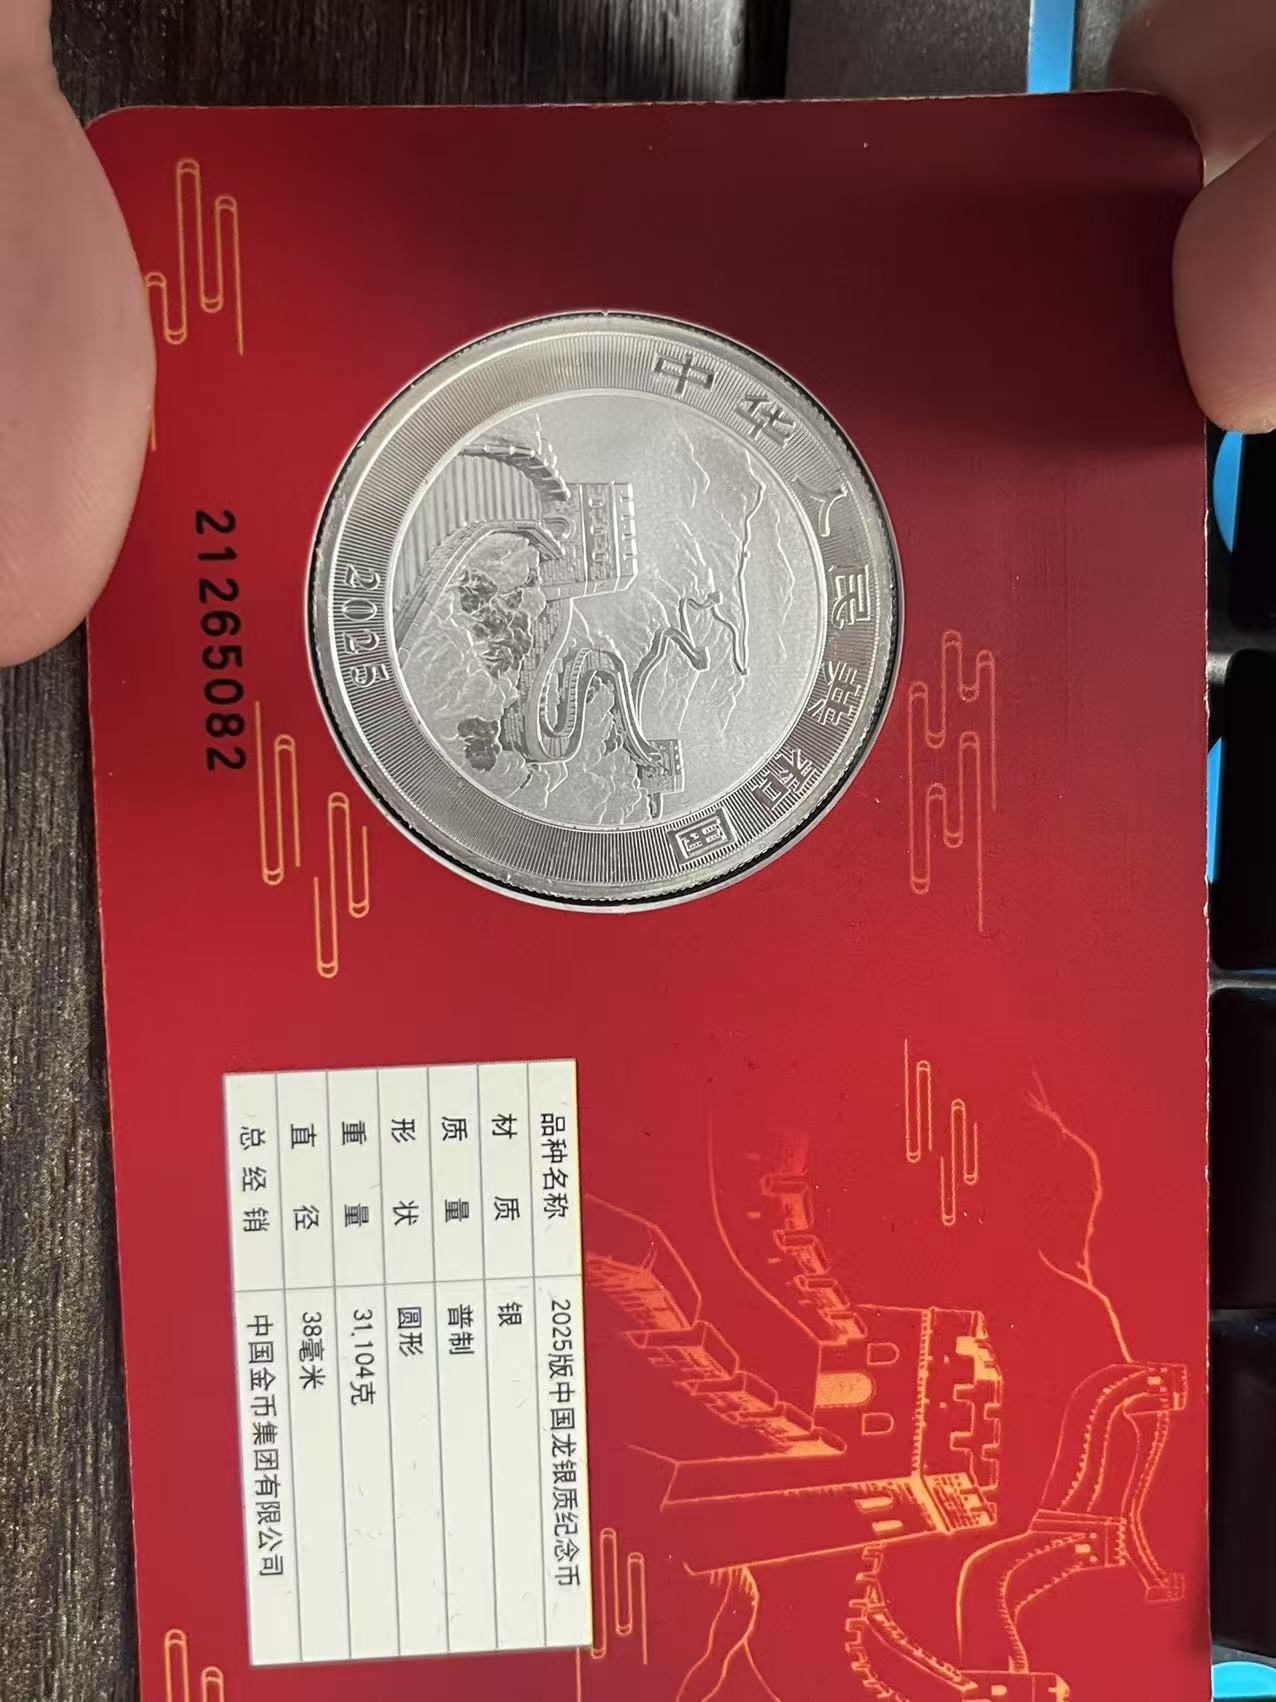 中华人民共和国
2025
21265082
品种名称 2025版中国龙银质纪念币
材质 银
质量 普制
形状 圆形
重量 31.104克
直径 38毫米
总经销 中国金币集团有限公司